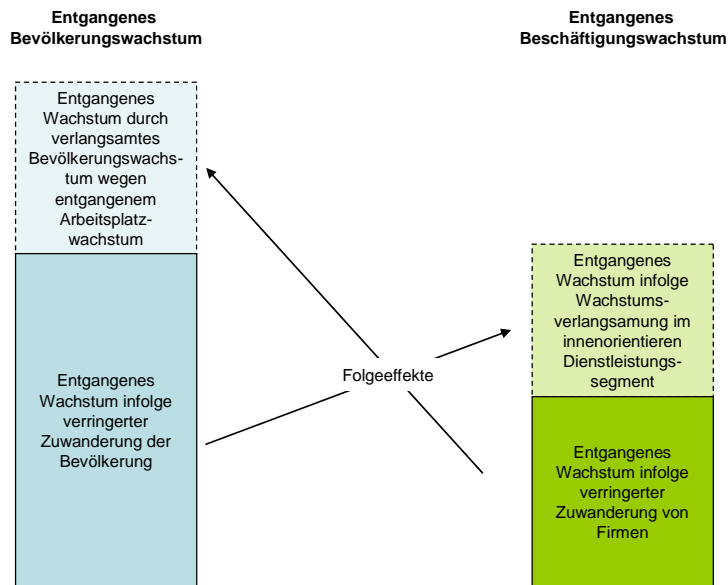 Entgangenes
Bevölkerungswachstum
Entgangenes
Beschäftigungswachstum
Entgangenes
Wachstum durch
verlangsamtes
Bevölkerungswachs-
tum wegen
entgangenem
Arbeitsplatz-
wachstum
Entgangenes
Wachstum infolge
verringerter
Zuwanderung der
Bevölkerung
Folgeeffekte
Entgangenes
Wachstum infolge
Wachstums-
verlangsamung im
innenorientieren
Dienstleistungs-
segment
Entgangenes
Wachstum infolge
verringerter
Zuwanderung von
Firmen